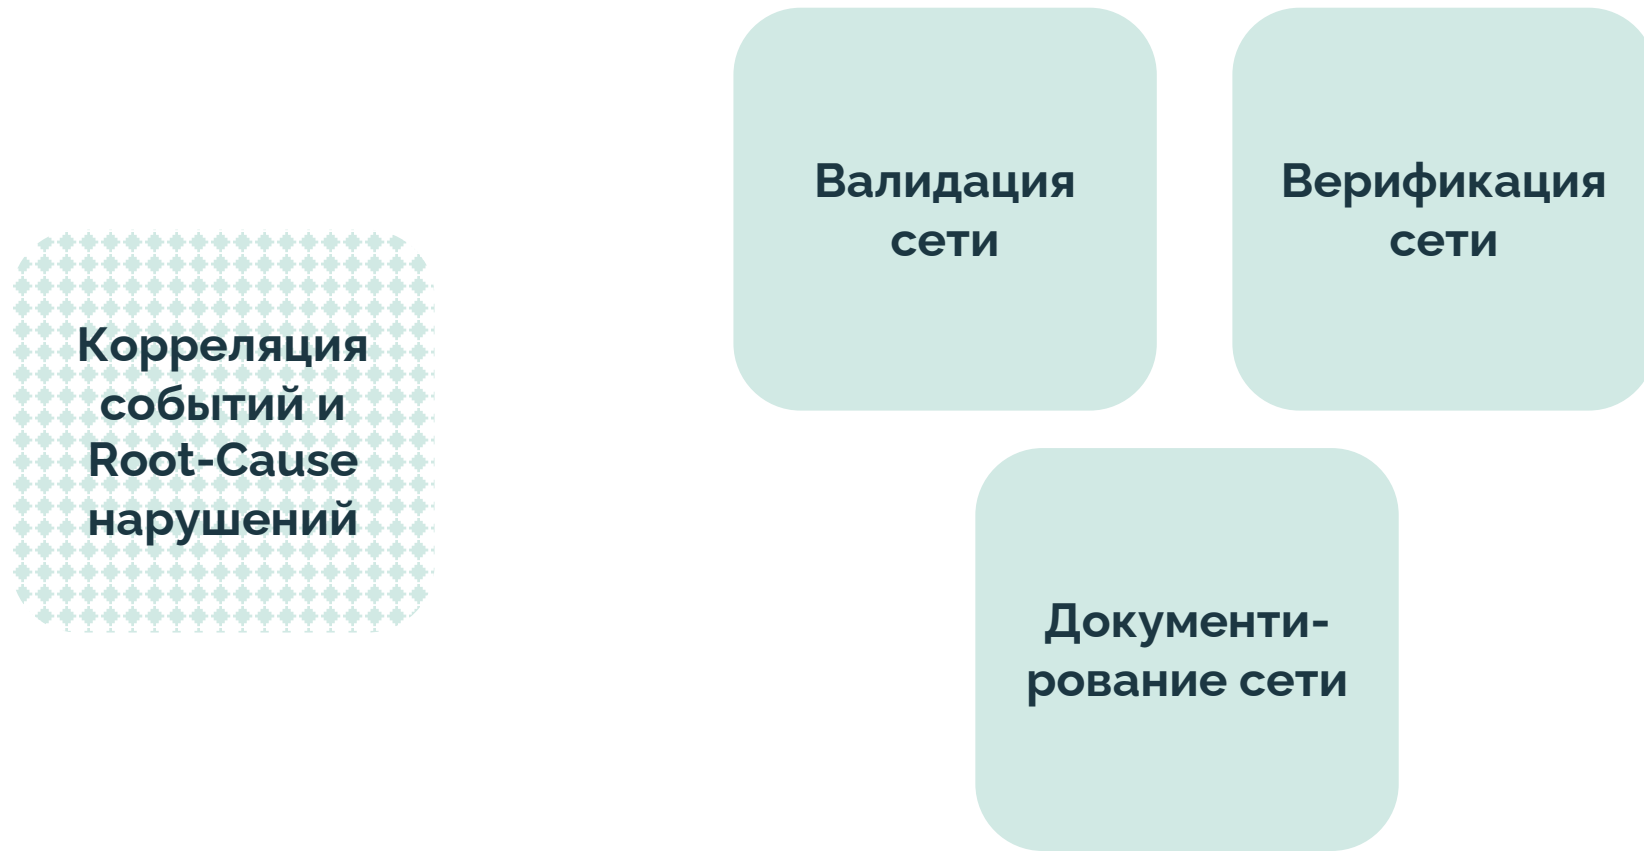 Валидация
сети
Верификация
сети
Корреляция
событий и
Root-Cause
нарушений
Документи-
рование сети